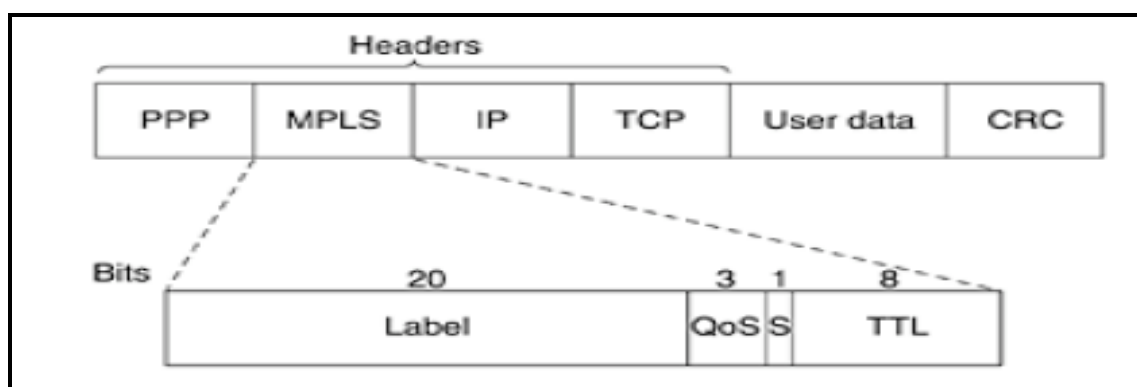 Headers
PPP MPLS IP TCP User data CRC
Bits 20 3 1 8
Label QoS S TTL